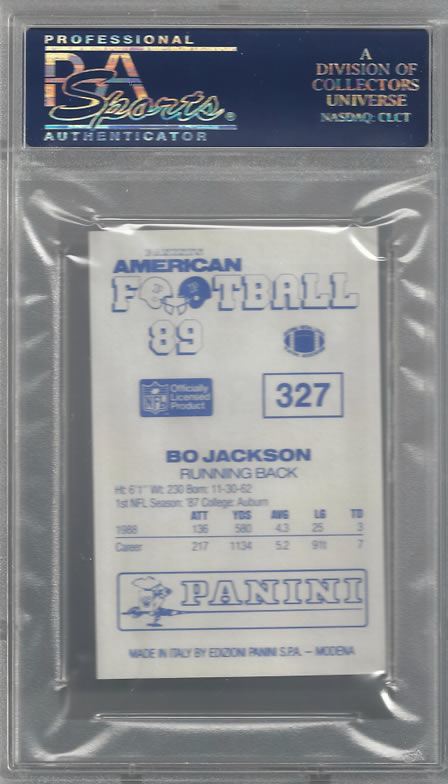 PROFESSIONAL
PSA
Sports®
AUTHENTICATOR
A
DIVISION OF
COLLECTORS
UNIVERSE
NASDAQ: CLCT
PANINI'S
AMERICAN
FOOTBALL
89
NFL
Officially
Licensed
Product
327
BO JACKSON
RUNNING BACK
Ht: 6'1" Wt: 230 Born: 11-30-62
1st NFL Season: '87 College: Auburn
ATT YDS AVG LG TD
1988 136 580 4.3 25 3
Career 217 1134 5.2 91t 7
PANINI
MADE IN ITALY BY EDIZIONI PANINI S.P.A. – MODENA